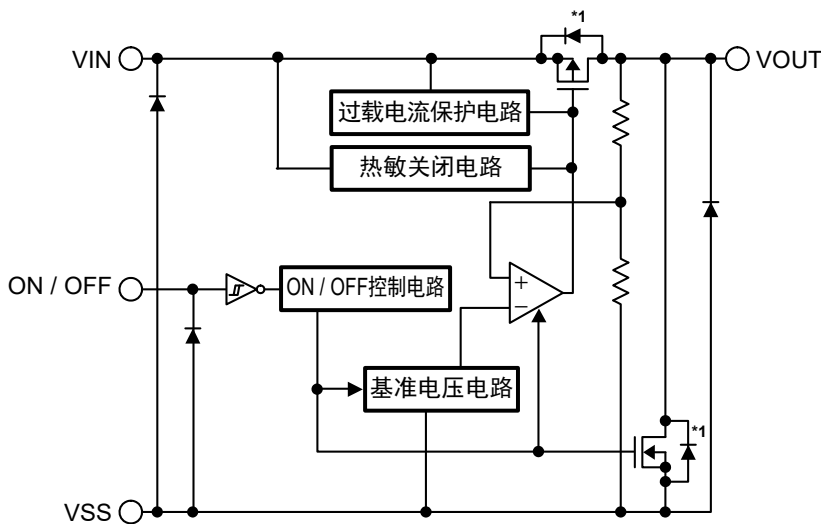 *1
VIN
VOUT
过载电流保护电路
热敏关闭电路
ON / OFF
ON / OFF控制电路
+
−
基准电压电路
*1
VSS